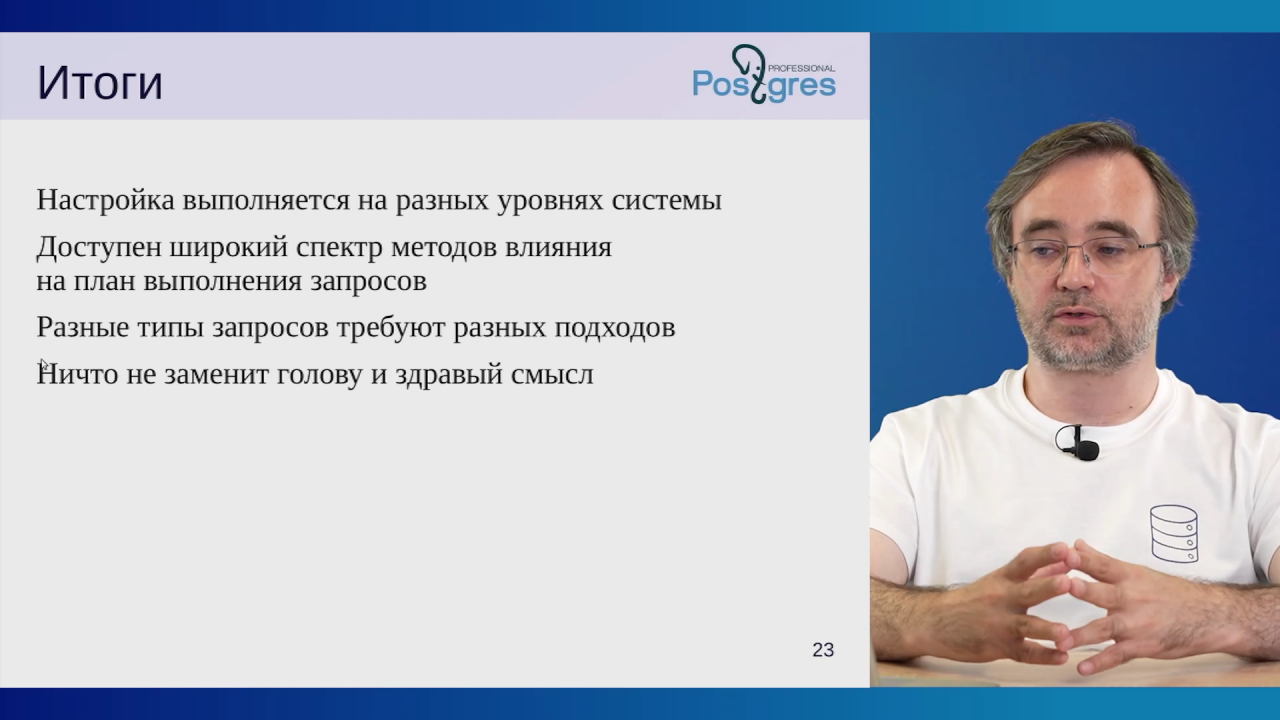 Итоги
PROFESSIONAL
Postgres
Настройка выполняется на разных уровнях системы
Доступен широкий спектр методов влияния
на план выполнения запросов
Разные типы запросов требуют разных подходов
Ничто не заменит голову и здравый смысл
23